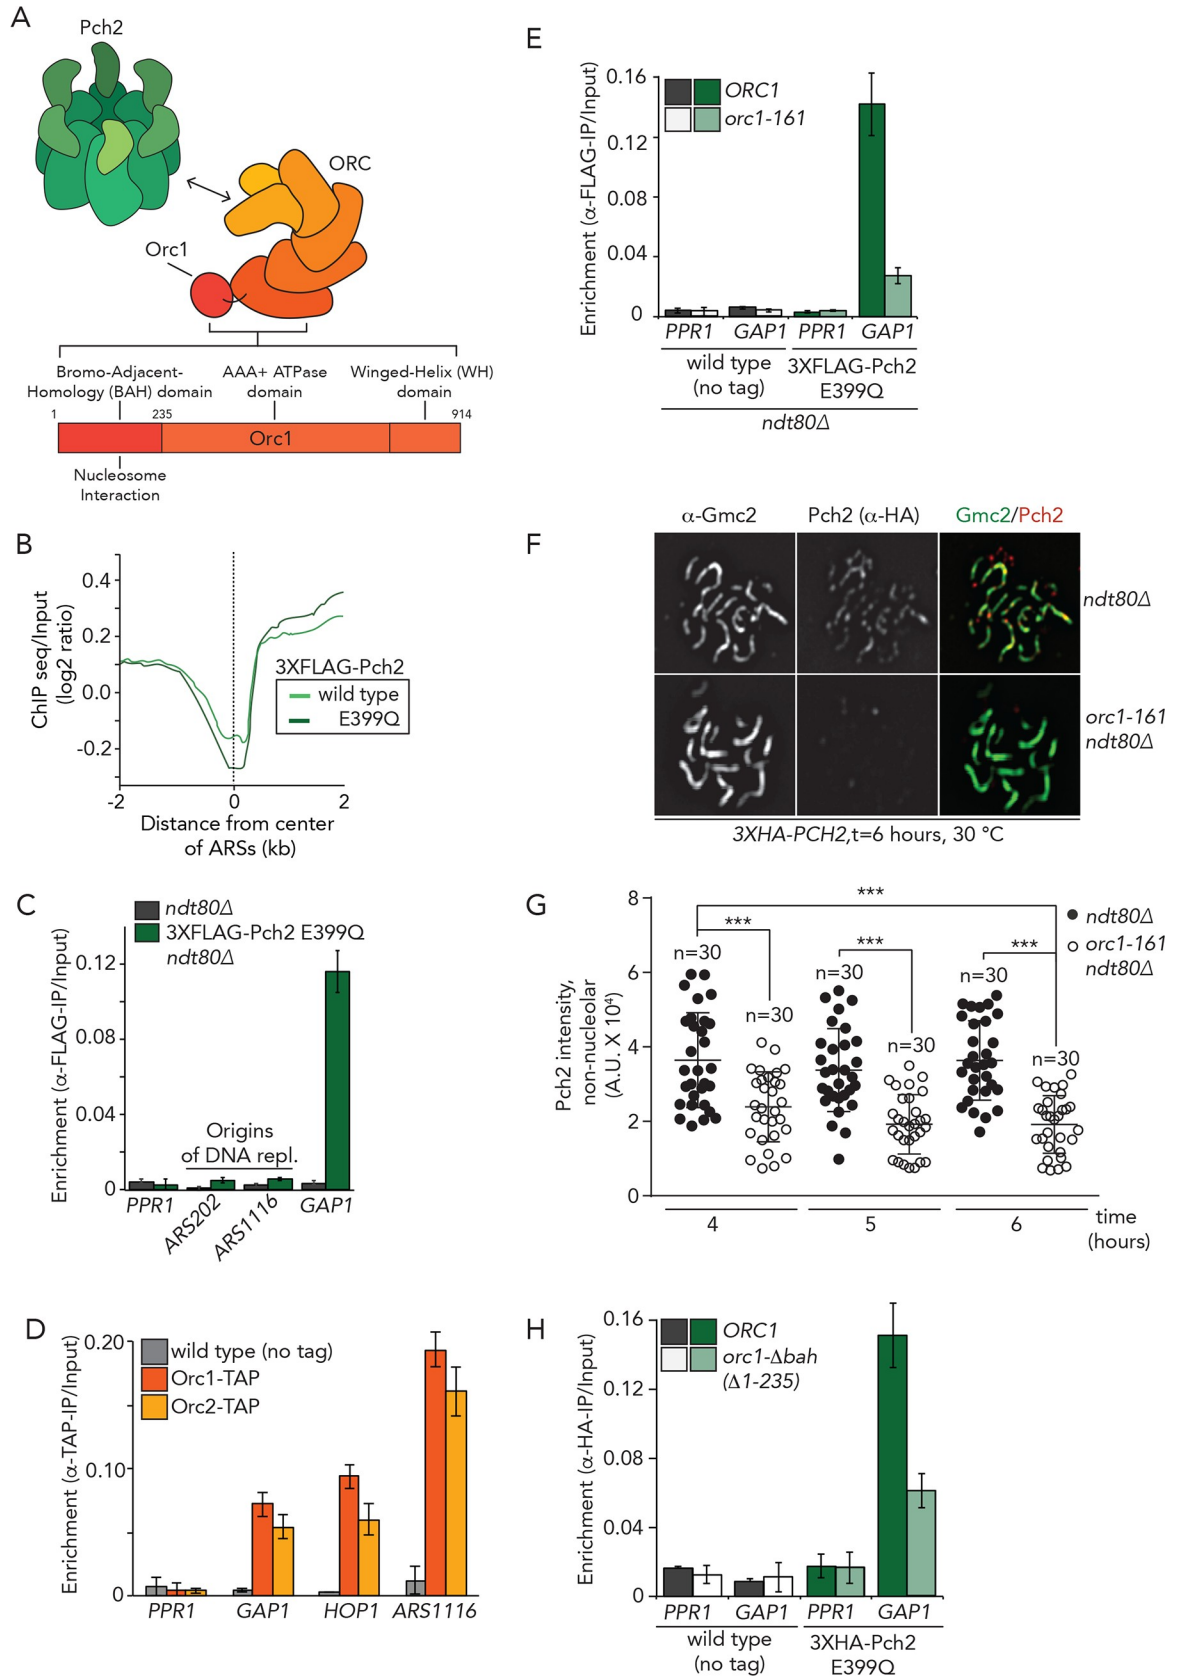 A
Pch2
ORC
Orc1
Bromo-Adjacent-
Homology (BAH) domain
AAA+ ATPase
domain
Winged-Helix (WH)
domain
1
235
914
Orc1
Nucleosome
Interaction
B
ChIP seq/Input
(log2 ratio)
0.4
0.2
0.0
-0.2
-2
0
2
3XFLAG-Pch2
wild type
E399Q
Distance from center
of ARSs (kb)
C
ndt80Δ
3XFLAG-Pch2 E399Q
ndt80Δ
Enrichment (α-FLAG-IP/Input)
0.12
0.08
0.04
0
Origins
of DNA repl.
PPR1
ARS202
ARS1116
GAP1
D
wild type (no tag)
Orc1-TAP
Orc2-TAP
Enrichment (α-TAP-IP/Input)
0.20
0.10
0
PPR1
GAP1
HOP1
ARS1116
E
Enrichment (α-FLAG-IP/Input)
0.16
0.12
0.08
0.04
0
ORC1
orc1-161
PPR1
GAP1
PPR1
GAP1
wild type
(no tag)
3XFLAG-Pch2
E399Q
ndt80Δ
F
α-Gmc2
Pch2 (α-HA)
Gmc2/Pch2
ndt80Δ
orc1-161
ndt80Δ
3XHA-PCH2,t=6 hours, 30 °C
G
Pch2 intensity,
non-nucleolar
(A.U. X 10⁴)
8
6
4
2
0
***
***
***
***
n=30
n=30
n=30
n=30
n=30
n=30
ndt80Δ
orc1-161
ndt80Δ
4
5
6
time
(hours)
H
Enrichment (α-HA-IP/Input)
0.16
0.12
0.08
0.04
0
ORC1
orc1-Δbah
(Δ1-235)
PPR1
GAP1
PPR1
GAP1
wild type
(no tag)
3XHA-Pch2
E399Q